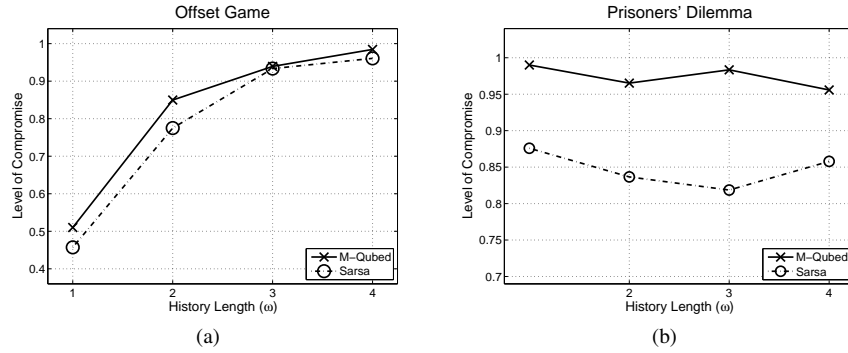 Offset Game
1
0.9
0.8
0.7
0.6
0.5
0.4
Level of Compromise
1 2 3 4
History Length (ω)
M−Qubed
Sarsa
(a)
Prisoners’ Dilemma
1
0.95
0.9
0.85
0.8
0.75
0.7
Level of Compromise
2 3 4
History Length (ω)
M−Qubed
Sarsa
(b)